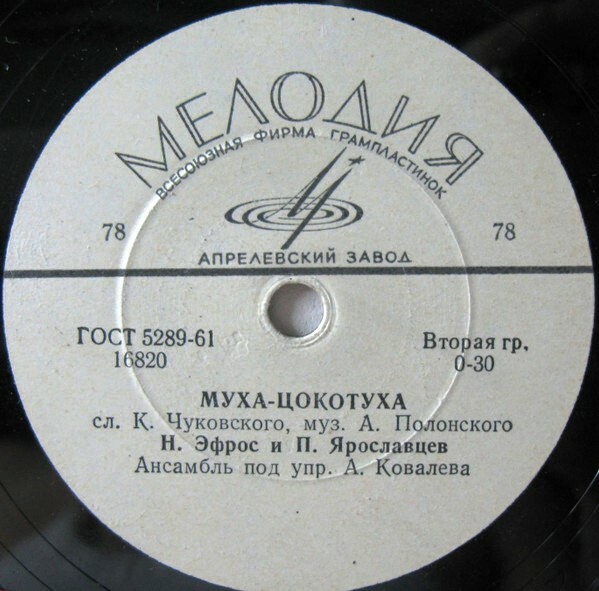 МЕЛОДИЯ
ВСЕСОЮЗНАЯ ФИРМА ГРАМПЛАСТИНОК
78 78
АПРЕЛЕВСКИЙ ЗАВОД
ГОСТ 5289-61 Вторая гр.
16820 0-30
МУХА-ЦОКОТУХА
сл. К. Чуковского, муз. А. Полонского
Н. Эфрос и П. Ярославцев
Ансамбль под упр. А. Ковалева